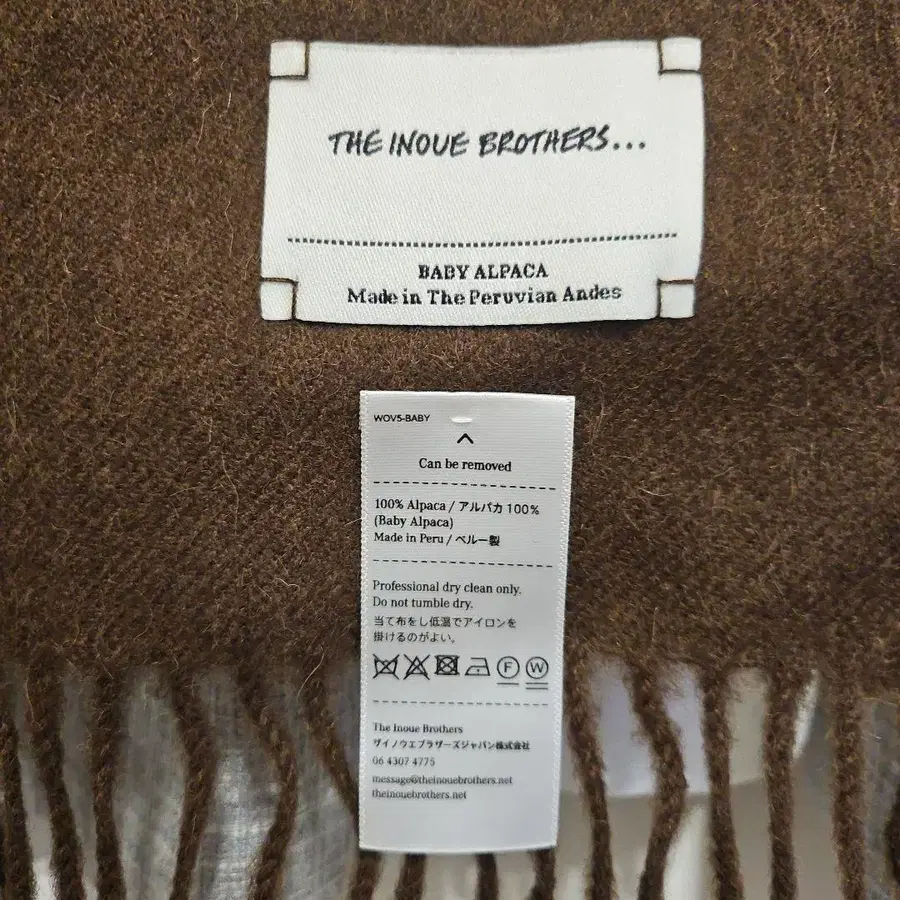 THE INOUE BROTHERS...
BABY ALPACA
Made in The Peruvian Andes
WOV5-BABY
Can be removed
100% Alpaca / アルパカ 100%
(Baby Alpaca)
Made in Peru / ペルー製
Professional dry clean only.
Do not tumble dry.
当て布をし低温でアイロンを
掛けるのがよい。
F W
The Inoue Brothers
ザイノウエブラザーズジャパン株式会社
06 4307 4775
message@theinouebrothers.net
theinouebrothers.net